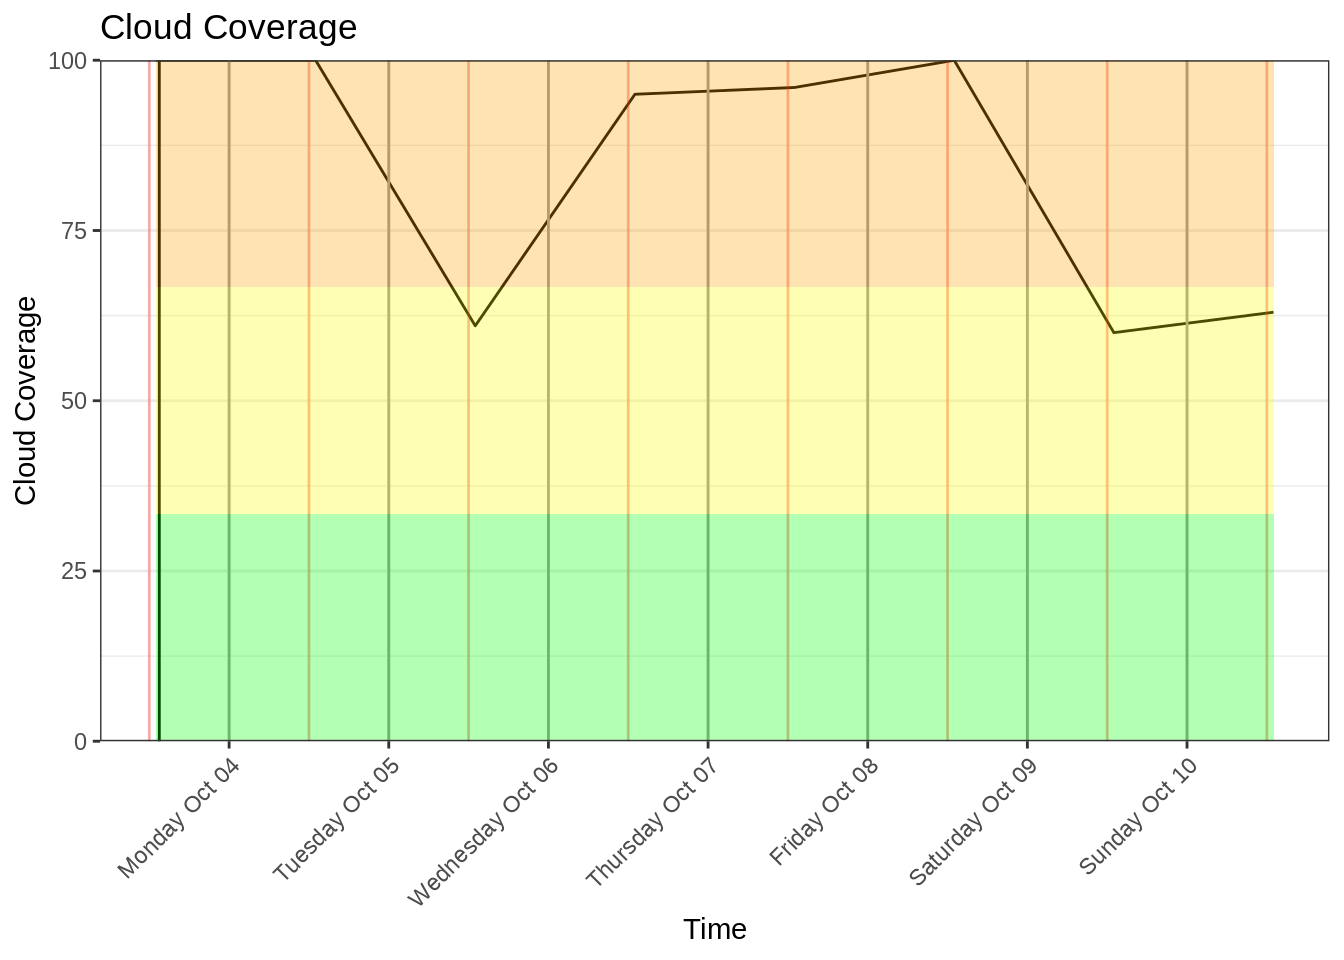 Cloud Coverage
Cloud Coverage
100
75
50
25
0
Monday Oct 04
Tuesday Oct 05
Wednesday Oct 06
Thursday Oct 07
Friday Oct 08
Saturday Oct 09
Sunday Oct 10
Time